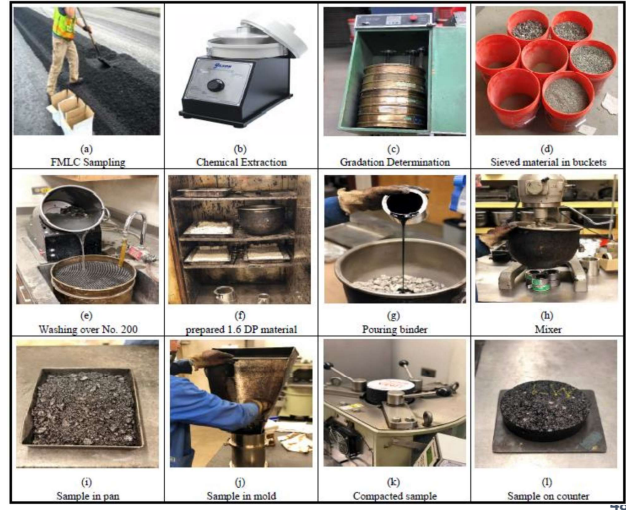 (a)
FMLC Sampling
(b)
Chemical Extraction
(c)
Gradation Determination
(d)
Sieved material in buckets
(e)
Washing over No. 200
(f)
prepared 1.6 DP material
(g)
Pouring binder
(h)
Mixer
(i)
Sample in pan
(j)
Sample in mold
(k)
Compacted sample
(l)
Sample on counter